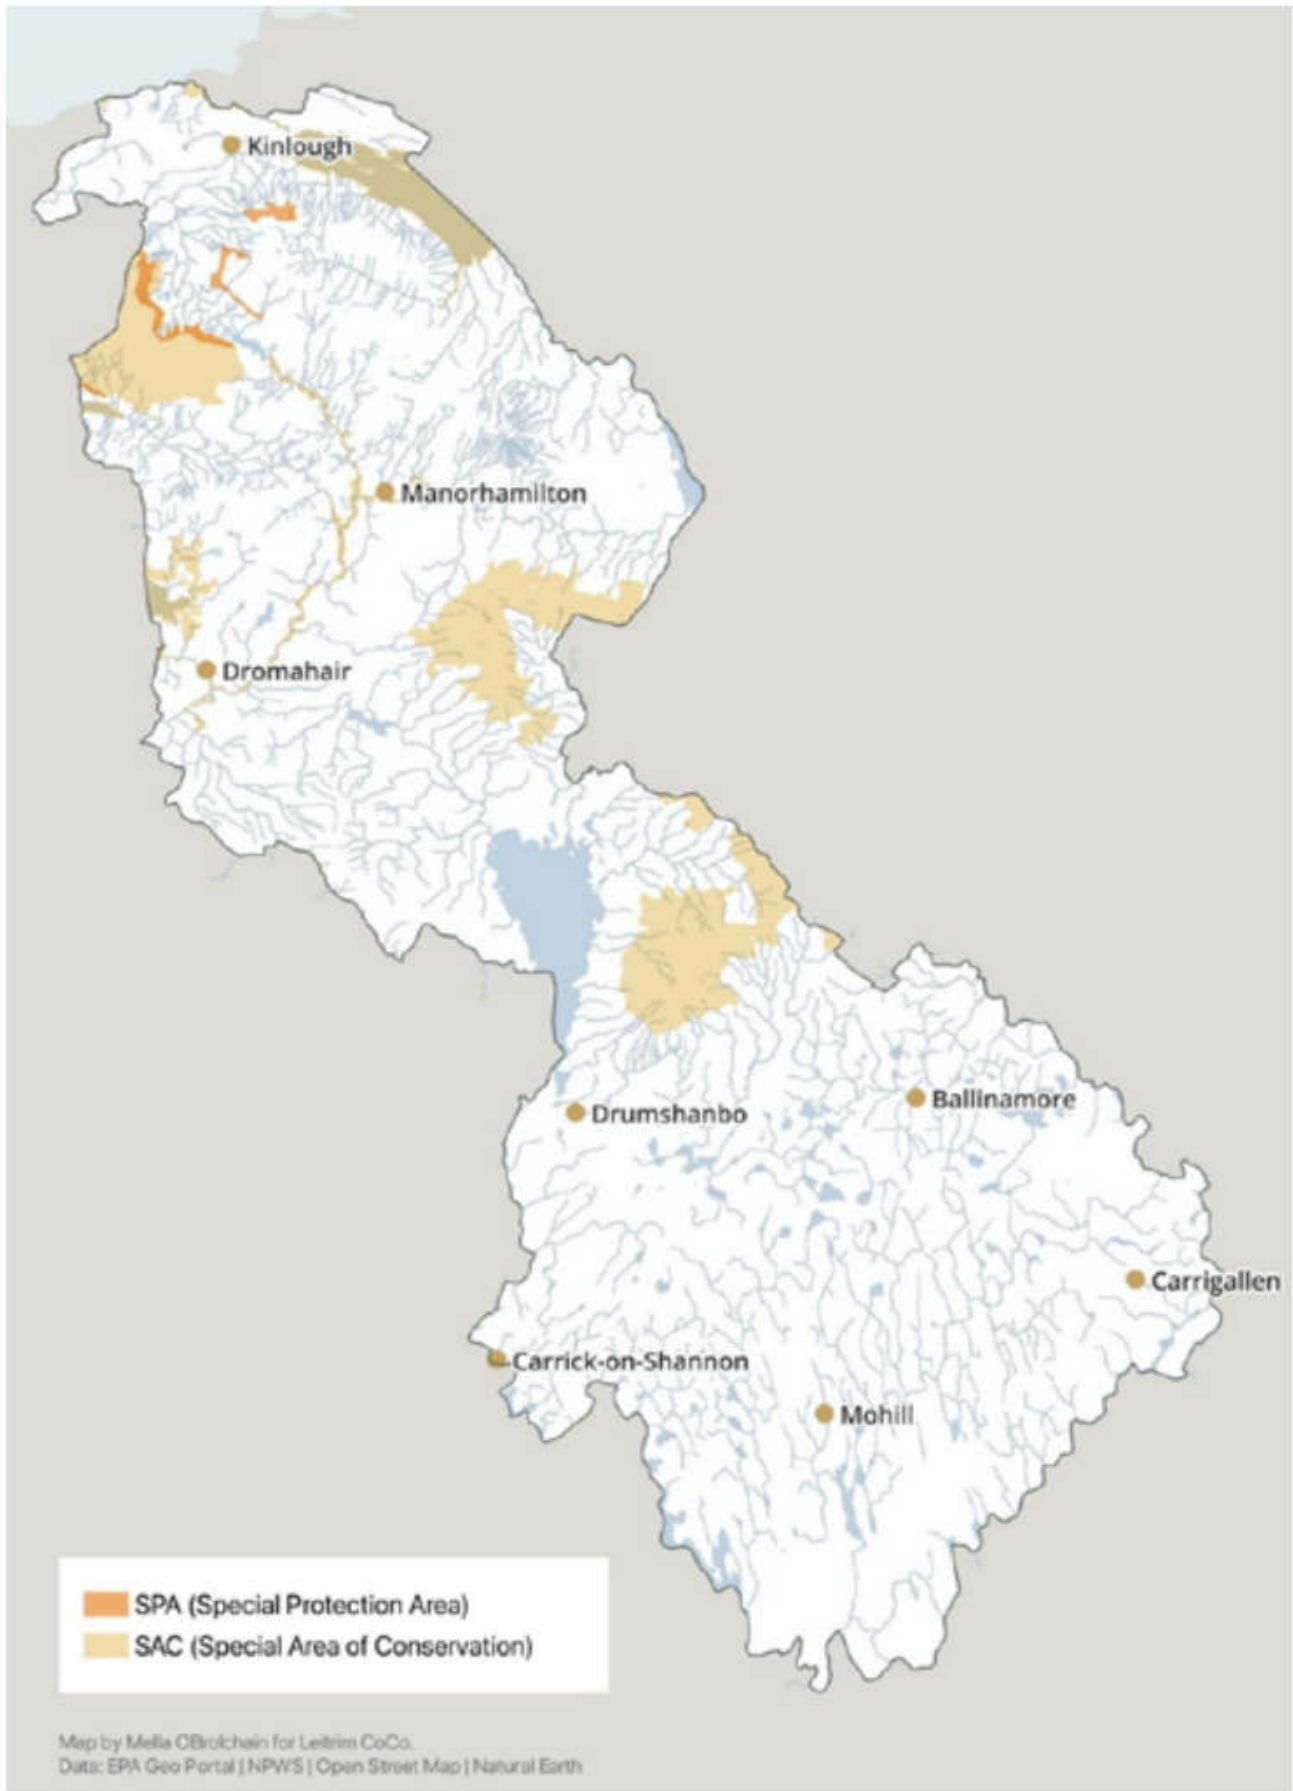 Kinlough
Manorhamilton
Dromahair
Drumshanbo
Ballinamore
Carrigallen
Carrick-on-Shannon
Mohill
SPA (Special Protection Area)
SAC (Special Area of Conservation)
Map by Mella OBrolchain for Leitrim CoCo.
Data: EPA Geo Portal | NPWS | Open Street Map | Natural Earth